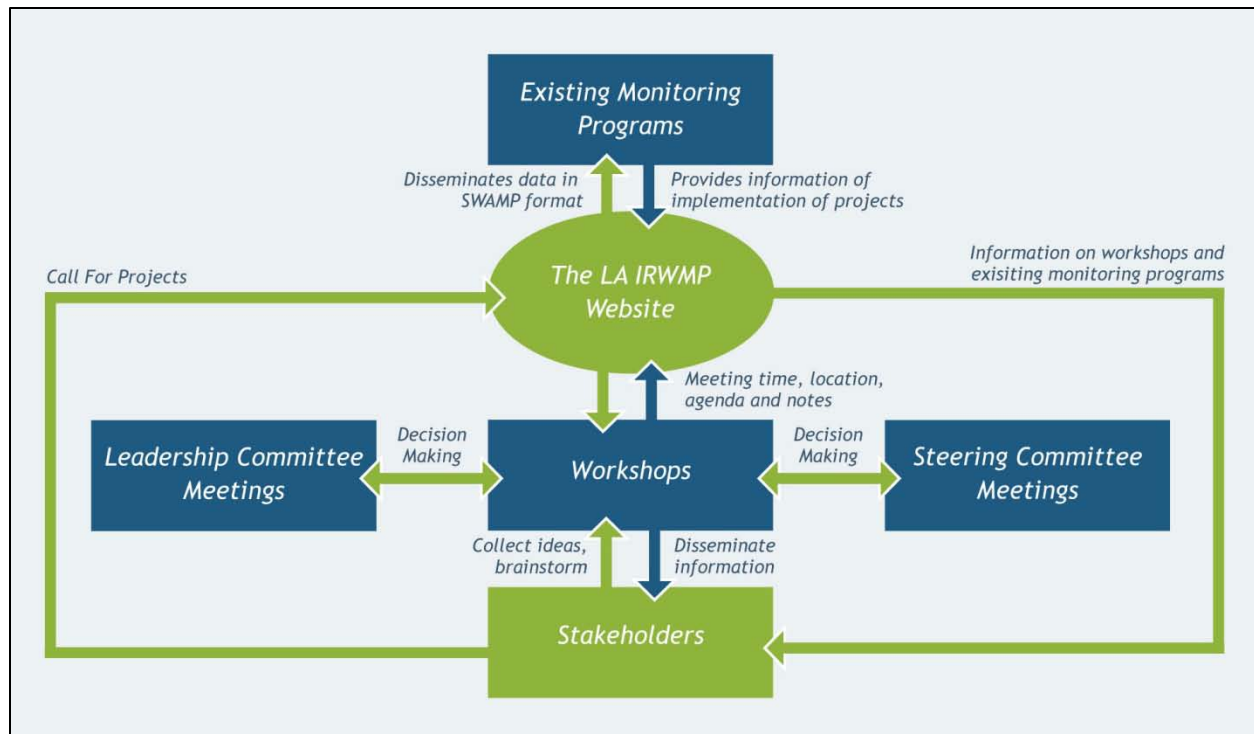 Existing Monitoring
Programs
Disseminates data in
SWAMP format
Provides information of
implementation of projects
Call For Projects
The LA IRWMP
Website
Information on workshops and
exisiting monitoring programs
Meeting time, location,
agenda and notes
Leadership Committee
Meetings
Decision
Making
Workshops
Decision
Making
Steering Committee
Meetings
Collect ideas,
brainstorm
Disseminate
information
Stakeholders